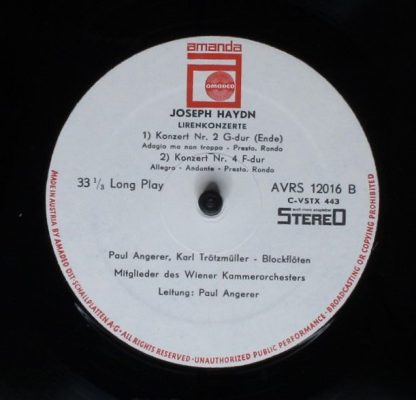 amanda
AMADEO
JOSEPH HAYDN
LIRENKONZERTE
1) Konzert Nr. 2 G-dur (Ende)
Adagio ma non troppo - Presto. Rondo
2) Konzert Nr. 4 F-dur
Allegro - Andante - Presto. Rondo
33 1/3 Long Play
AVRS 12016 B
C-VSTX 443
STEREO
Paul Angerer, Karl Trötzmüller - Blockflöten
Mitglieder des Wiener Kammerorchesters
Leitung: Paul Angerer
MADE IN AUSTRIA BY AMADEO ÖST. SCHALLPLATTEN A.G. - ALL RIGHTS RESERVED - UNAUTHORIZED PUBLIC PERFORMANCE - BROADCASTING OR COPYING PROHIBITED